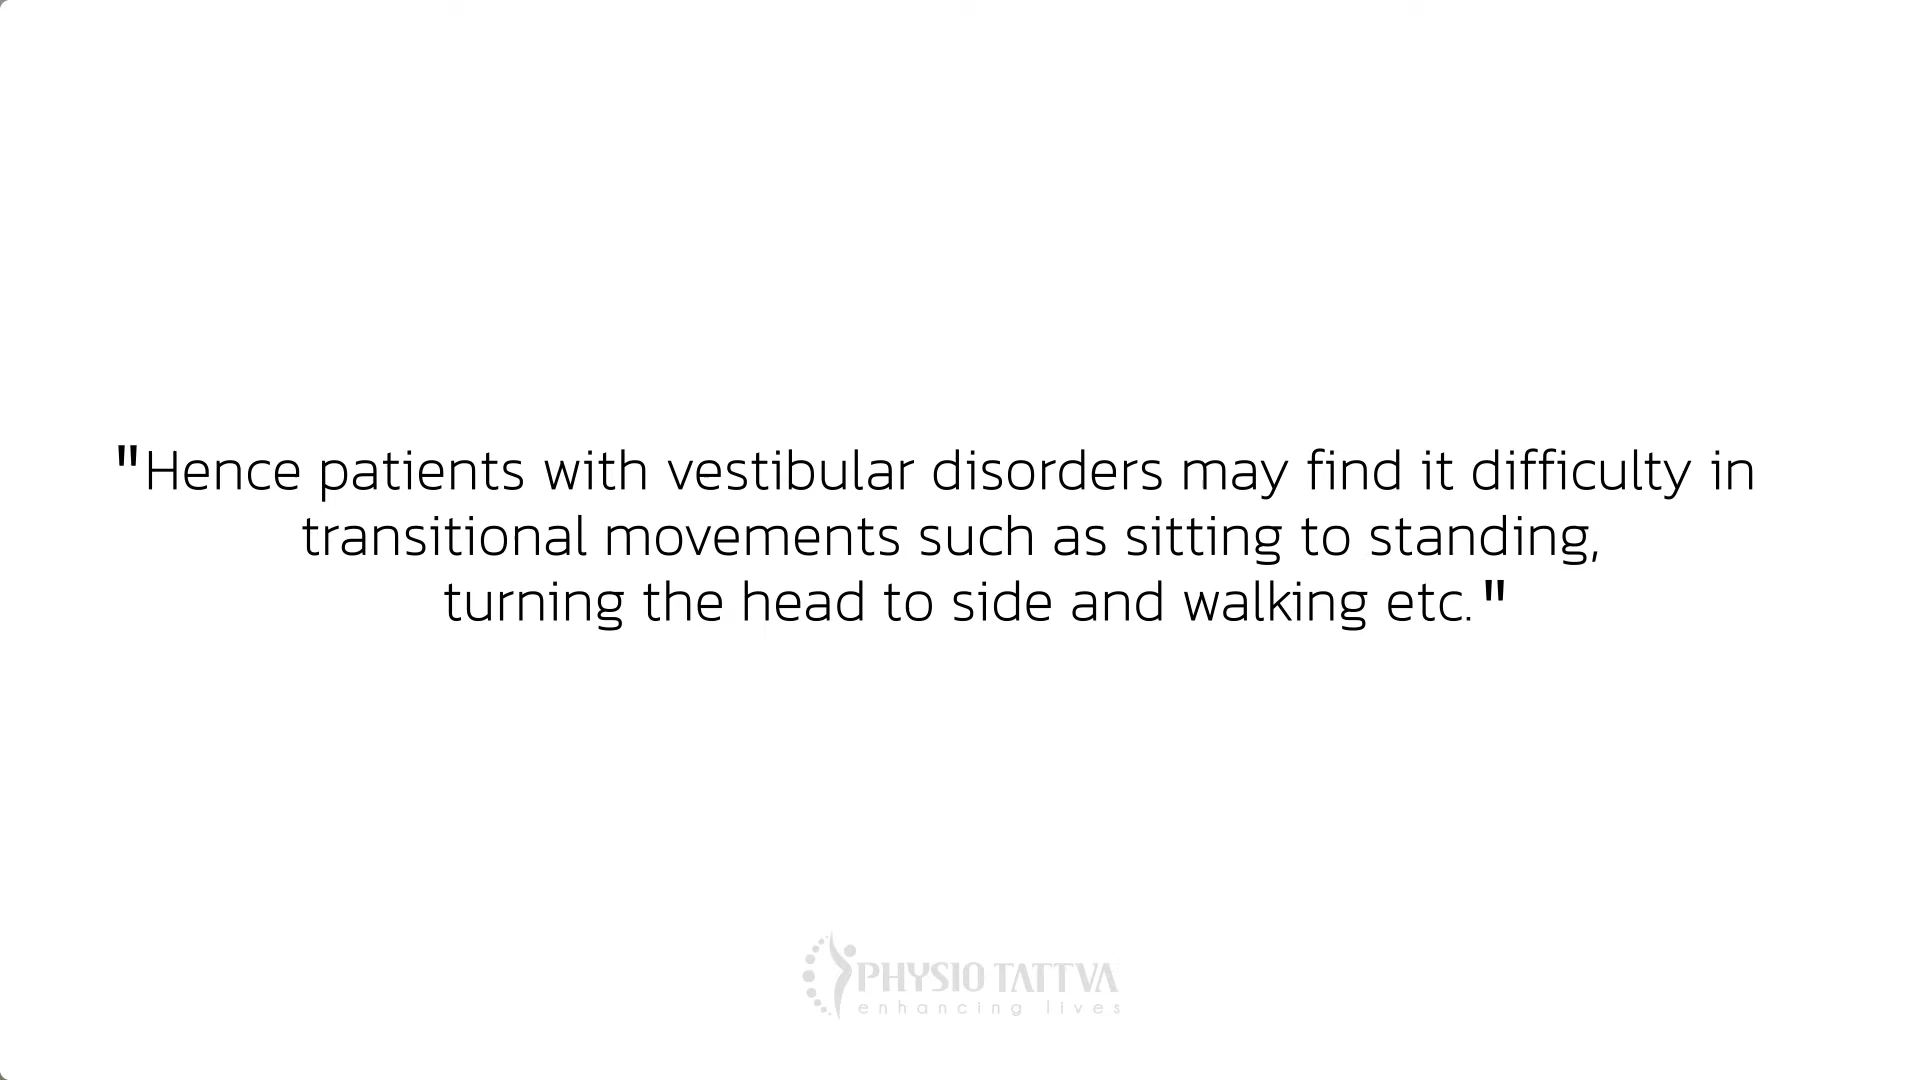 "Hence patients with vestibular disorders may find it difficulty in
transitional movements such as sitting to standing,
turning the head to side and walking etc."
PHYSIO TATTVA
enhancing lives